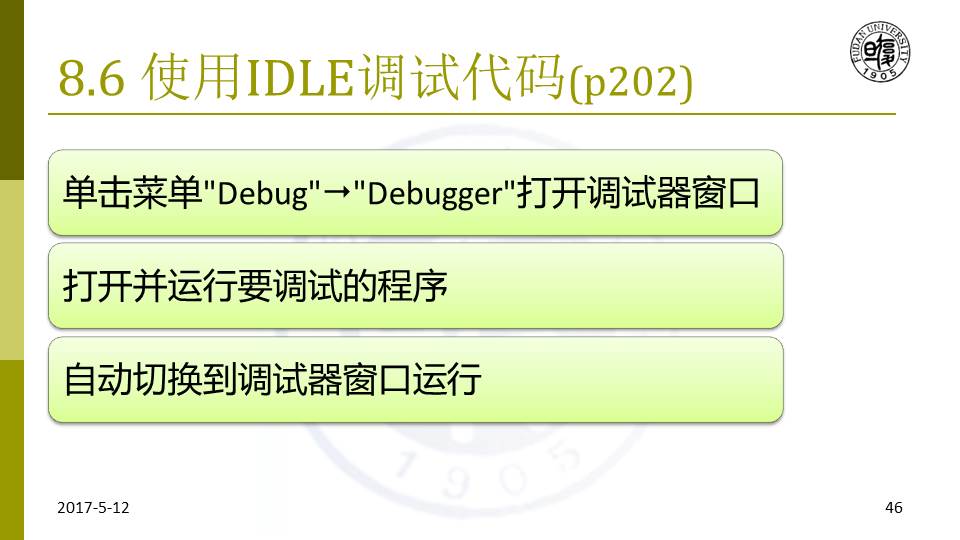 8.6 使用IDLE调试代码(p202)
FUDAN UNIVERSITY
1905
单击菜单"Debug"→"Debugger"打开调试器窗口
打开并运行要调试的程序
自动切换到调试器窗口运行
1905
2017-5-12
46